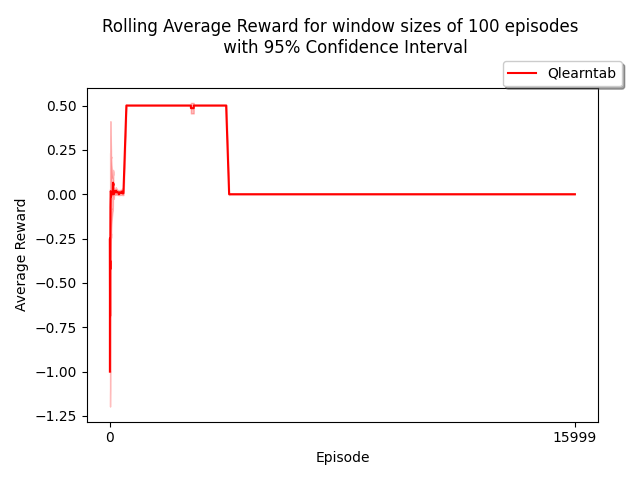 Rolling Average Reward for window sizes of 100 episodes
with 95% Confidence Interval
Qlearntab
0.50
0.25
0.00
−0.25
−0.50
−0.75
−1.00
−1.25
Average Reward
0
15999
Episode